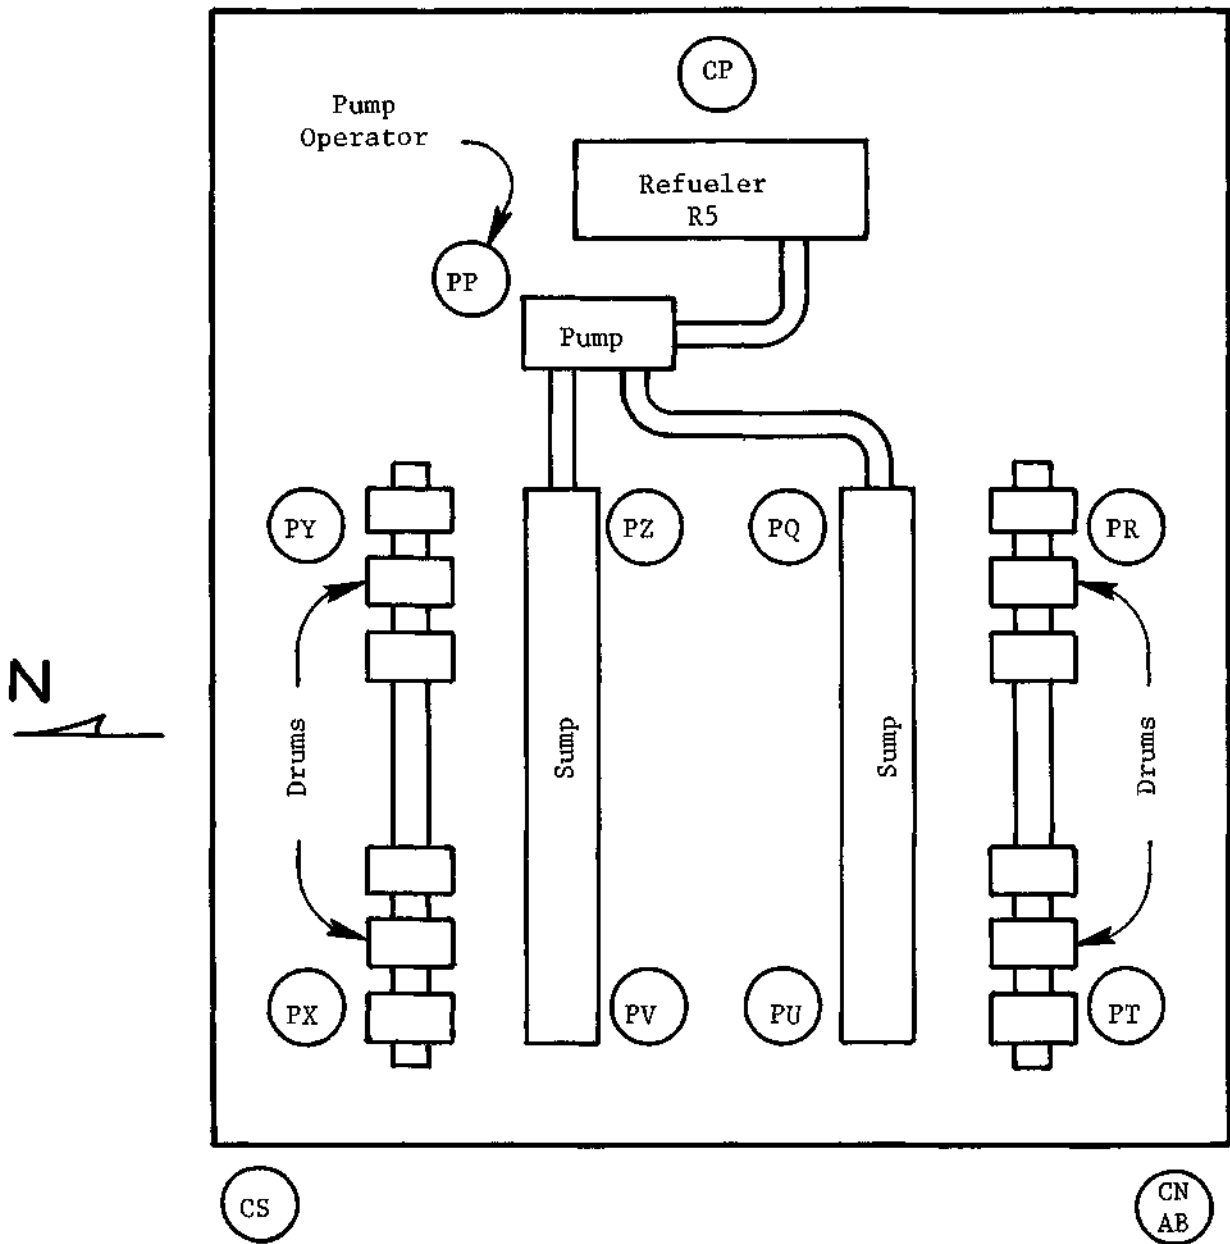 CP
Pump
Operator
Refueler
R5
PP
Pump
PY
PZ
PQ
PR
N
Drums
Sump
Sump
Drums
PX
PV
PU
PT
CS
CN
AB